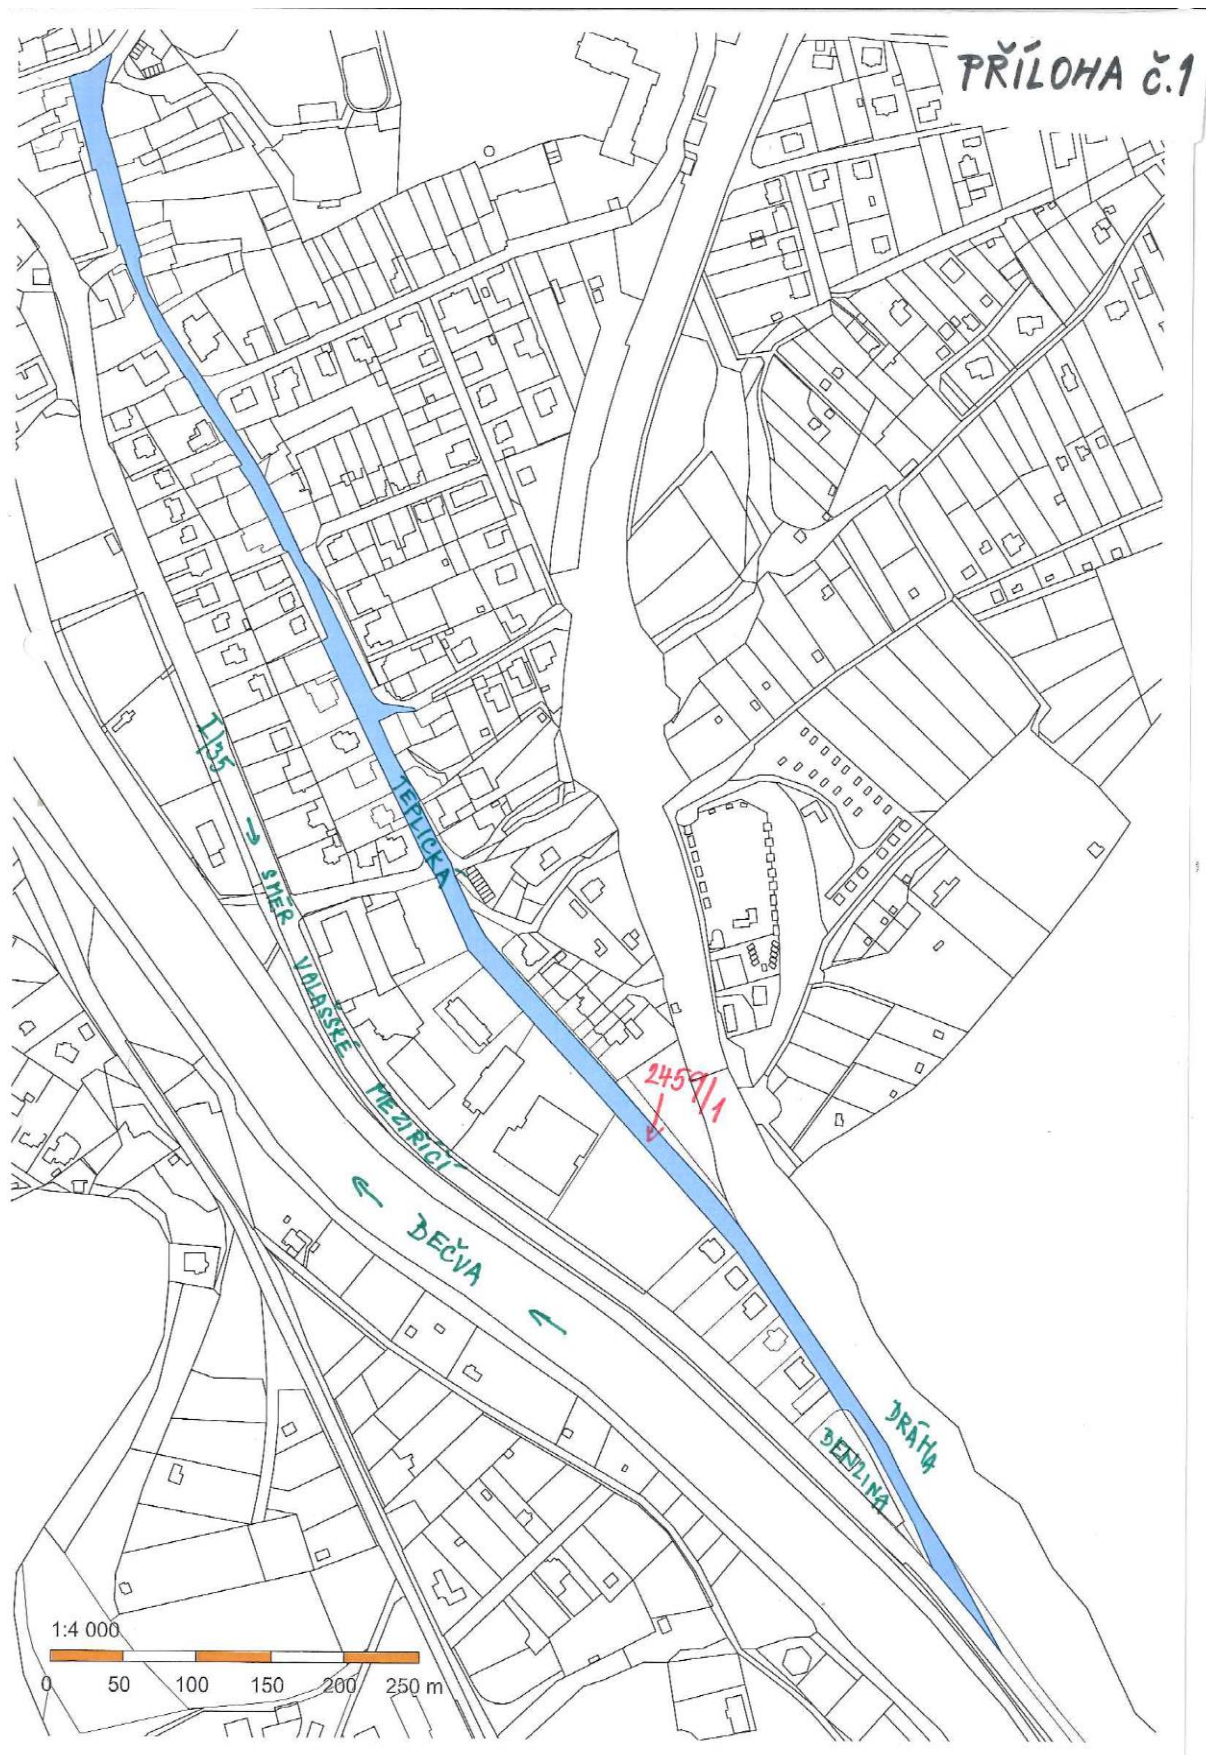 PŘÍLOHA č.1
I/35
→ SMĚR VALAŠSKÉ MEZIŘÍČÍ
TEPLICKÁ
2459/1
← BEČVA
←
DRÁHA
BENZINA
1:4 000
0 50 100 150 200 250 m